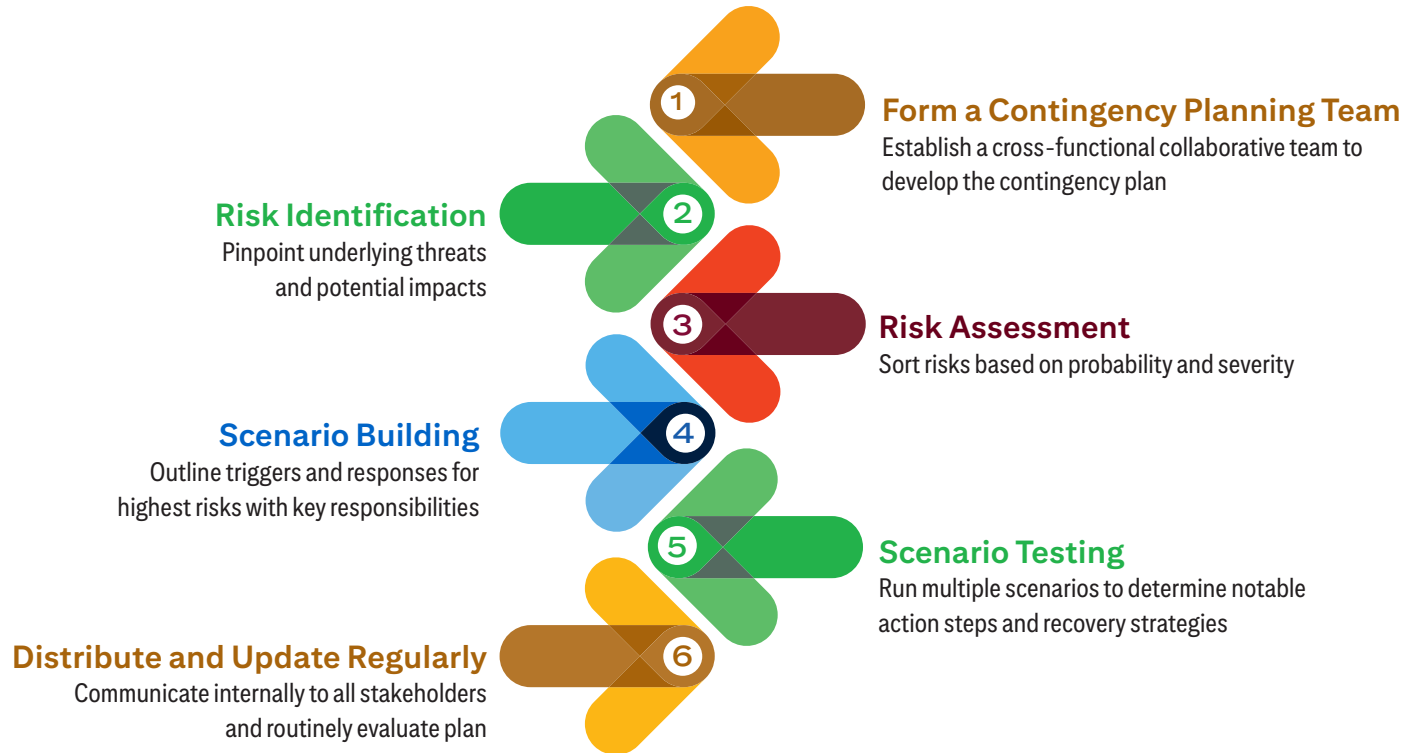 1
Form a Contingency Planning Team
Establish a cross-functional collaborative team to
develop the contingency plan
2
Risk Identification
Pinpoint underlying threats
and potential impacts
3
Risk Assessment
Sort risks based on probability and severity
4
Scenario Building
Outline triggers and responses for
highest risks with key responsibilities
5
Scenario Testing
Run multiple scenarios to determine notable
action steps and recovery strategies
6
Distribute and Update Regularly
Communicate internally to all stakeholders
and routinely evaluate plan